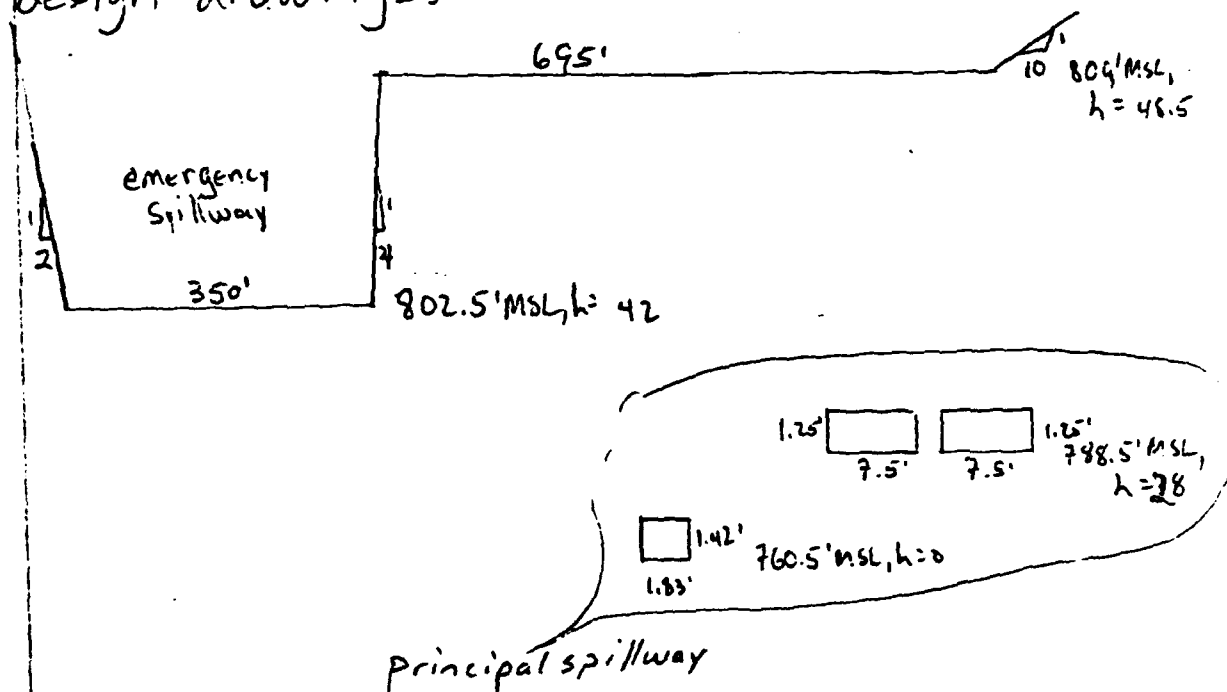 design drawings
695'
1
10
809' MSL,
h = 48.5
emergency
spillway
1
2
1
4
350'
802.5' MSL, h = 42
1.25'
1.25'
7.5'
7.5'
788.5' MSL,
h = 28
1.42'
760.5' MSL, h = 0
1.83'
principal spillway